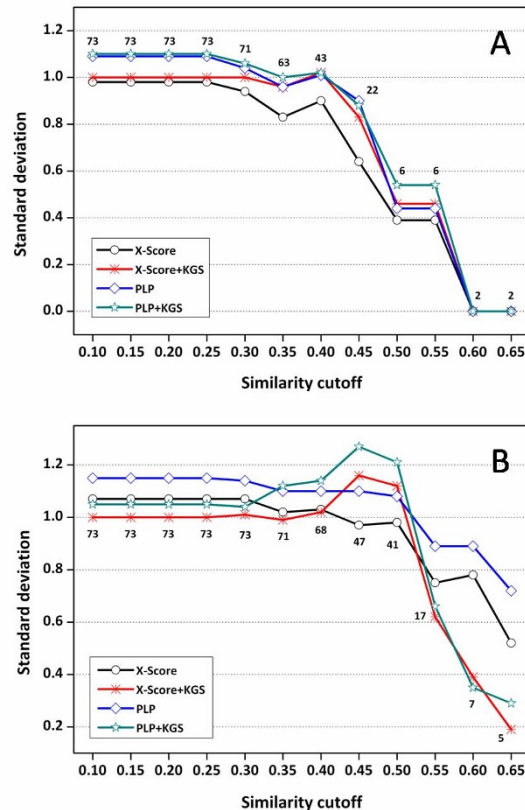 A
73 73 73 73 71 63 43 22 6 6 2 2
1.2
1.0
0.8
0.6
0.4
0.2
0.0
Standard deviation
X-Score
X-Score+KGS
PLP
PLP+KGS
0.10 0.15 0.20 0.25 0.30 0.35 0.40 0.45 0.50 0.55 0.60 0.65
Similarity cutoff
B
1.2
1.0
0.8
0.6
0.4
0.2
Standard deviation
73 73 73 73 73 71 68 47 41 17 7 5
X-Score
X-Score+KGS
PLP
PLP+KGS
0.10 0.15 0.20 0.25 0.30 0.35 0.40 0.45 0.50 0.55 0.60 0.65
Similarity cutoff